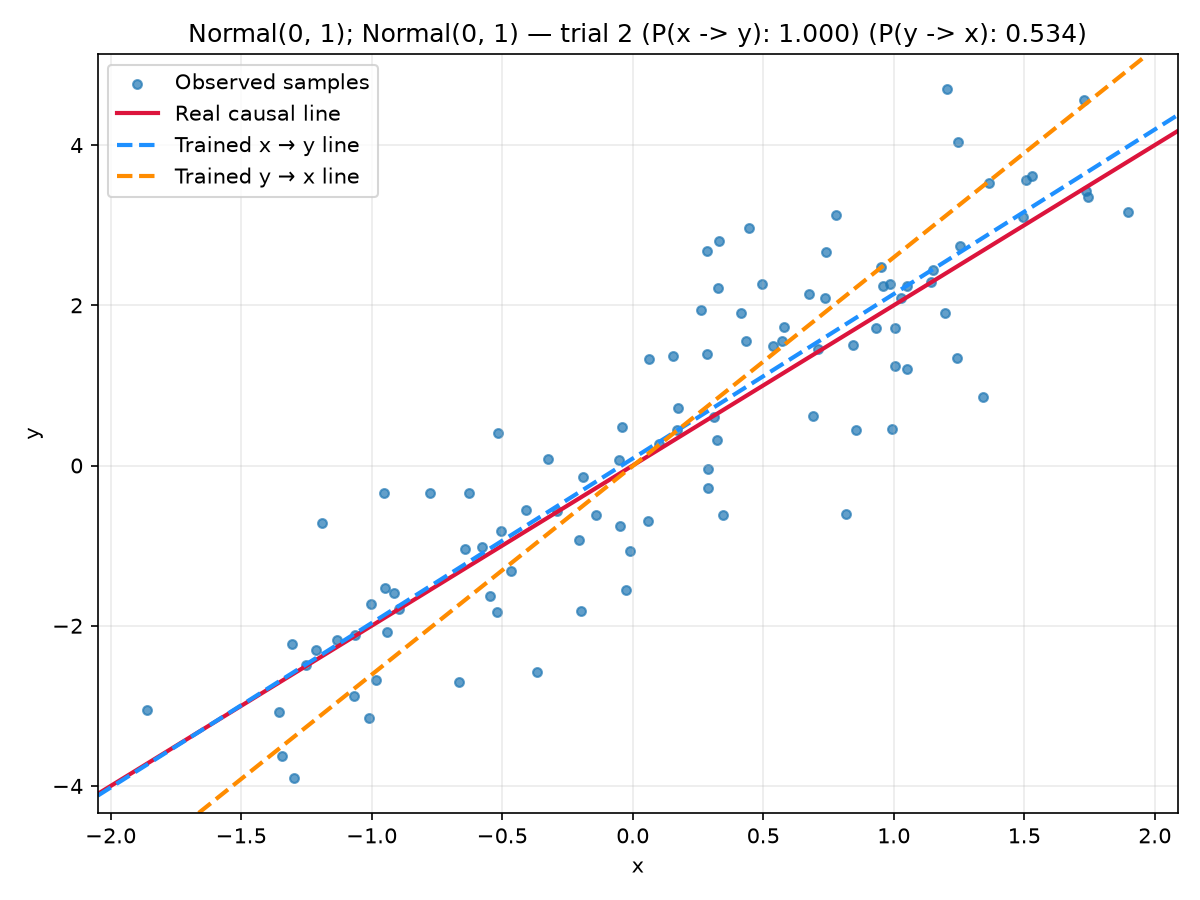 Normal(0, 1); Normal(0, 1) — trial 2 (P(x -> y): 1.000) (P(y -> x): 0.534)
Observed samples
Real causal line
Trained x → y line
Trained y → x line
4
2
0
−2
−4
y
−2.0 −1.5 −1.0 −0.5 0.0 0.5 1.0 1.5 2.0
x